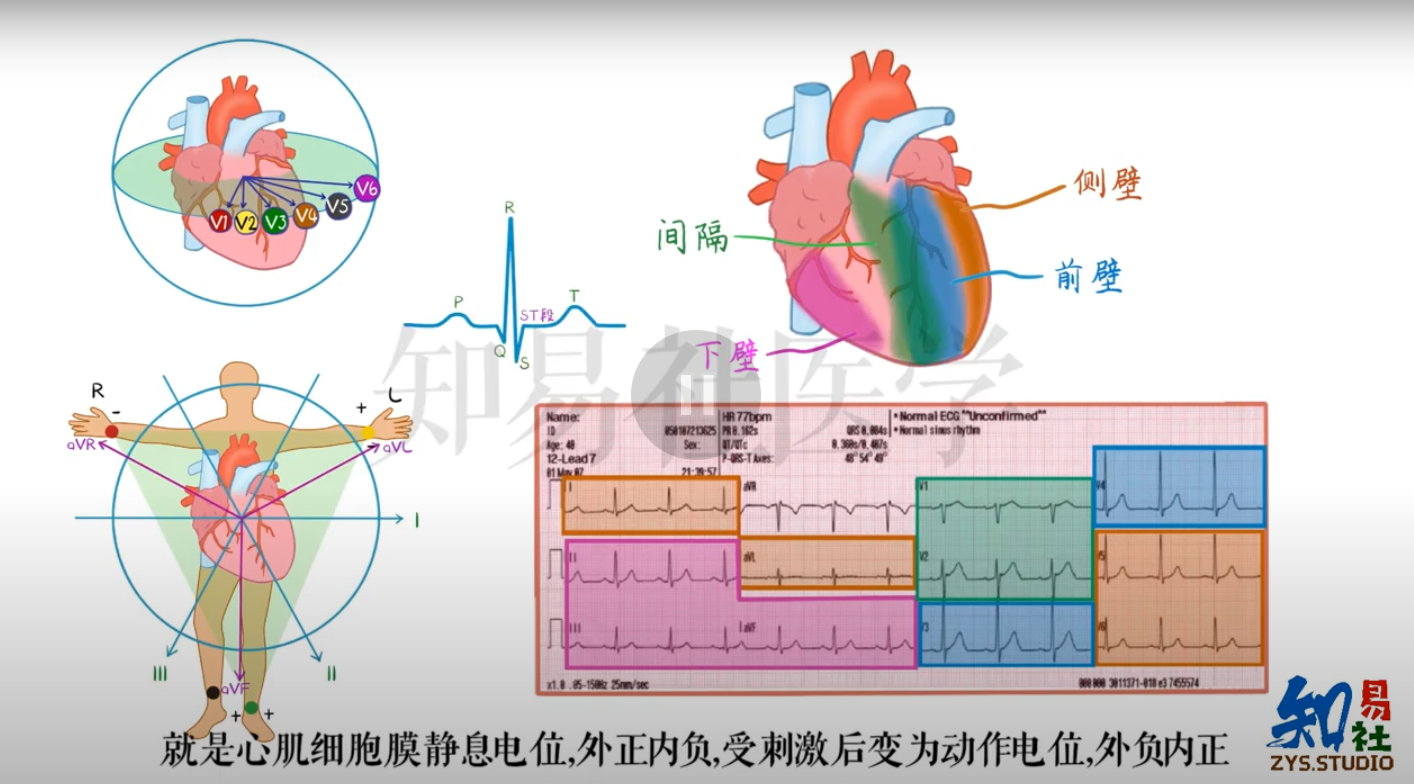 V1
V2
V3
V4
V5
V6
R
P
ST段
T
Q
S
间隔
侧壁
前壁
下壁
知易社医学
R
-
aVR
+
L
aVL
I
III
II
aVF
+
+
Name:
HR 77bpm
* Normal ECG **Unconfirmed**
ID
050107213625
PR 0.162s
QRS 0.084s
* Normal sinus rhythm
Age: 40
Sex:
QT/QTc
0.360s/0.407s
12-Lead 7
P-QRS-T Axes:
48° 54° 49°
01 May 07
21:39:57
I
aVR
V1
V4
II
aVL
V2
V5
III
aVF
V3
V6
x1.0 .05-150Hz 25mm/sec
就是心肌细胞膜静息电位,外正内负,受刺激后变为动作电位,外负内正
知易社
ZYS.STUDIO